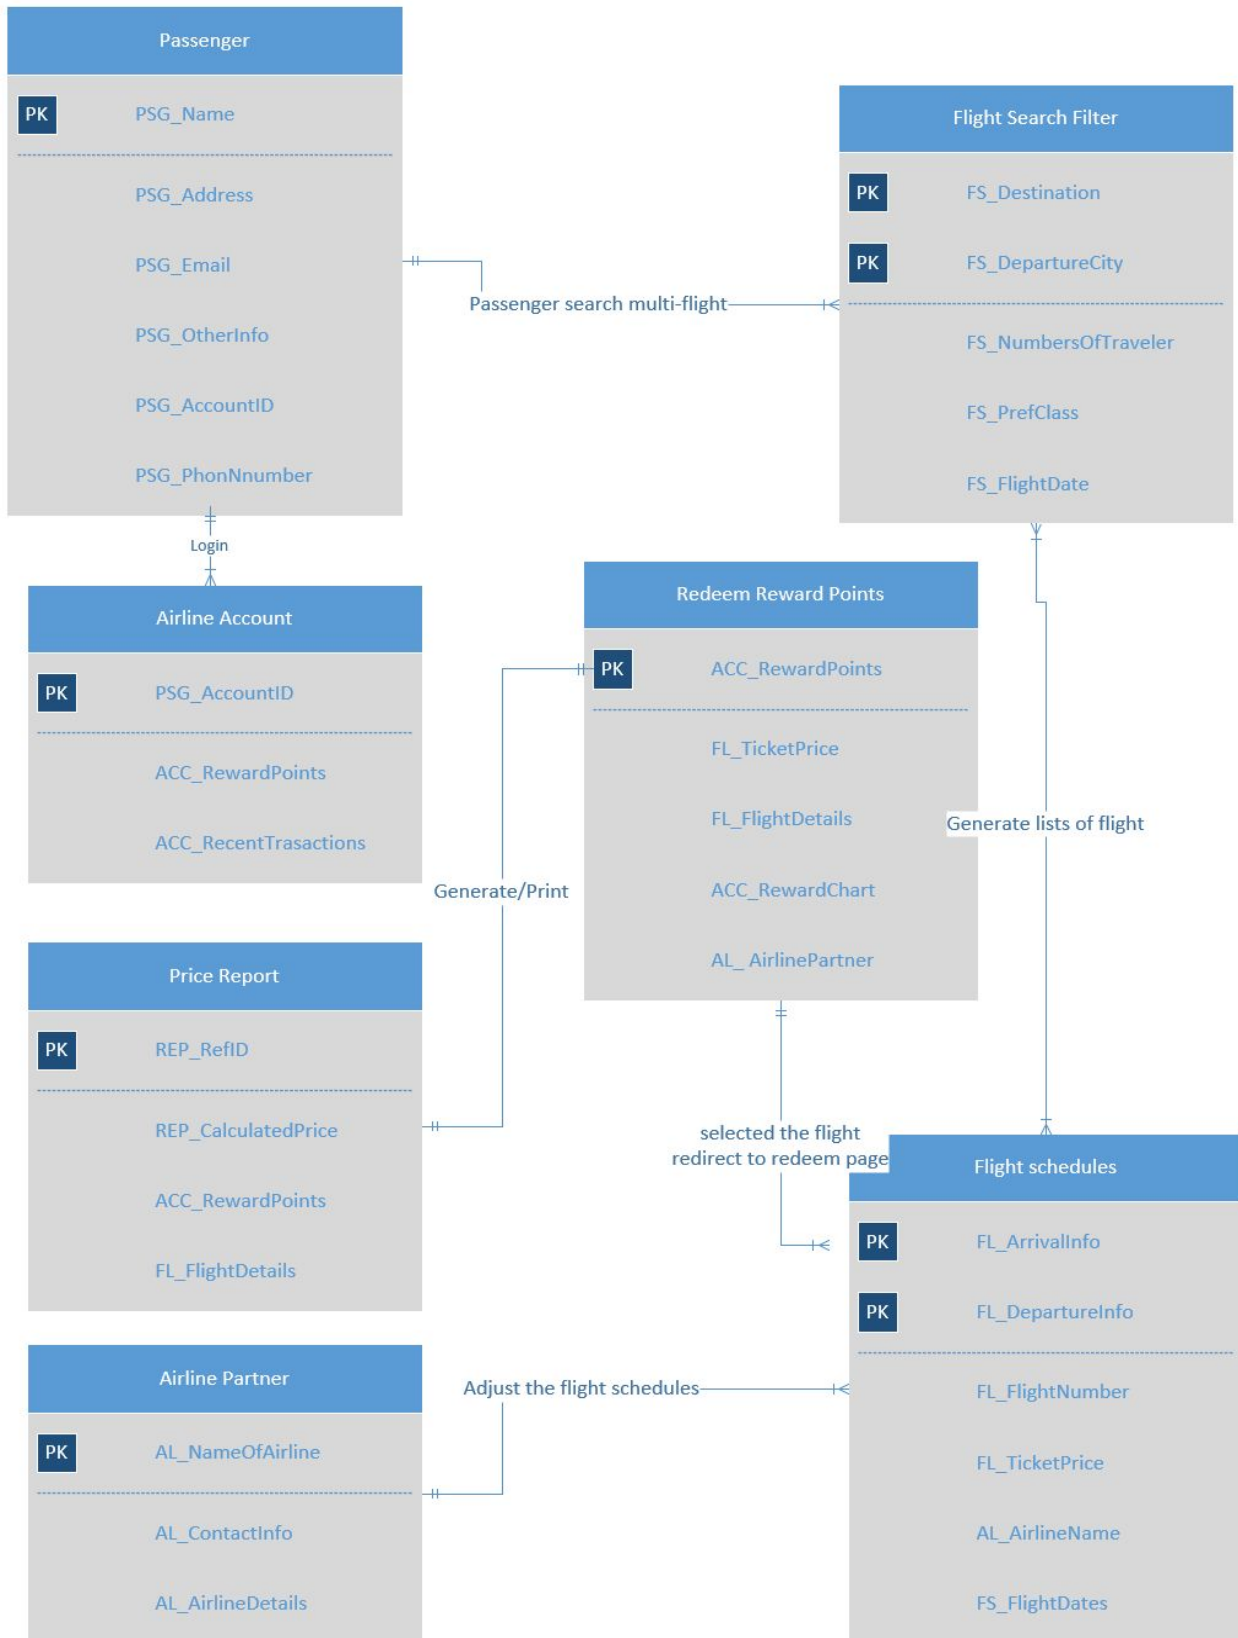 Passenger
PK PSG_Name
PSG_Address
PSG_Email
PSG_OtherInfo
PSG_AccountID
PSG_PhonNnumber
Flight Search Filter
PK FS_Destination
PK FS_DepartureCity
FS_NumbersOfTraveler
FS_PrefClass
FS_FlightDate
Passenger search multi-flight
Login
Airline Account
PK PSG_AccountID
ACC_RewardPoints
ACC_RecentTrasactions
Redeem Reward Points
PK ACC_RewardPoints
FL_TicketPrice
FL_FlightDetails
ACC_RewardChart
AL_ AirlinePartner
Generate lists of flight
Generate/Print
Price Report
PK REP_RefID
REP_CalculatedPrice
ACC_RewardPoints
FL_FlightDetails
selected the flight
redirect to redeem page
Flight schedules
PK FL_ArrivalInfo
PK FL_DepartureInfo
FL_FlightNumber
FL_TicketPrice
AL_AirlineName
FS_FlightDates
Airline Partner
PK AL_NameOfAirline
AL_ContactInfo
AL_AirlineDetails
Adjust the flight schedules